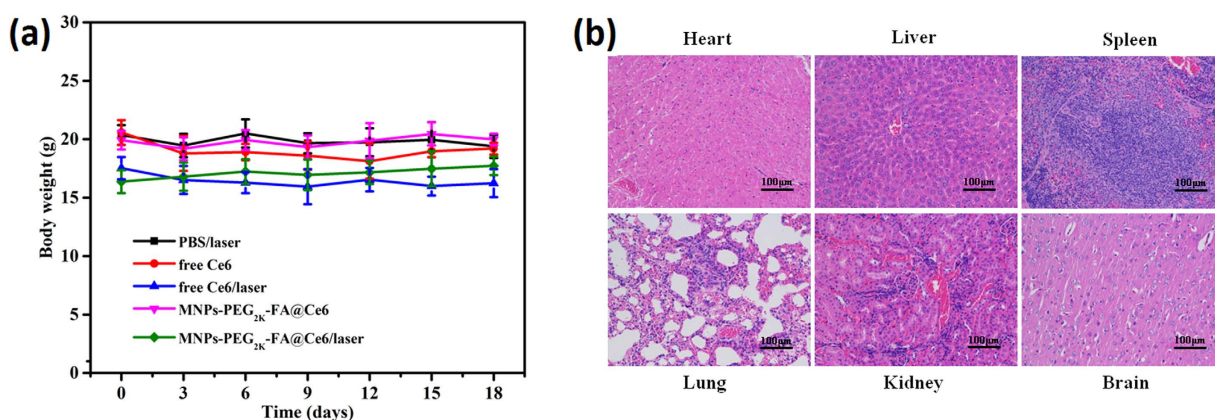 (a)
30
25
20
15
10
5
0
Body weight (g)
PBS/laser
free Ce6
free Ce6/laser
MNPs-PEG2K-FA@Ce6
MNPs-PEG2K-FA@Ce6/laser
0 3 6 9 12 15 18
Time (days)
(b)
Heart Liver Spleen
100μm 100μm 100μm
100μm 100μm 100μm
Lung Kidney Brain